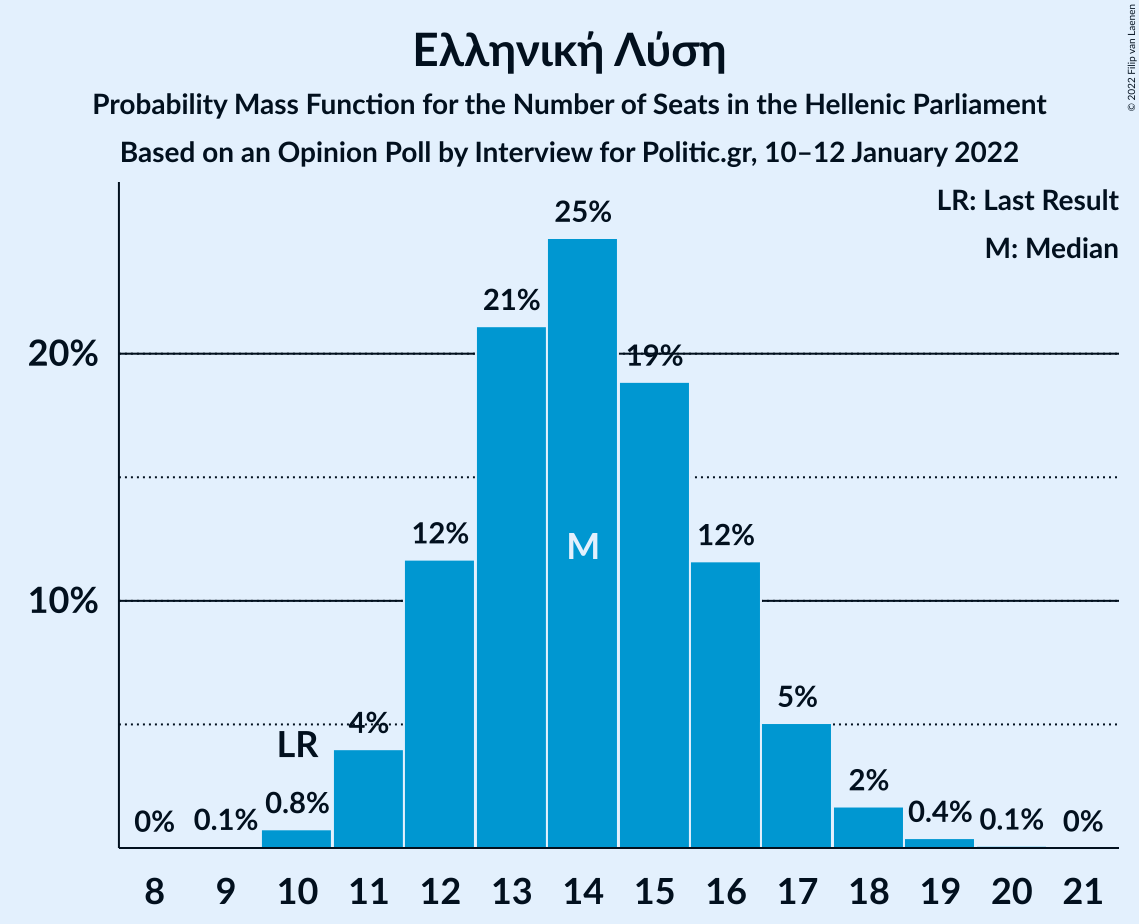 Ελληνική Λύση
Probability Mass Function for the Number of Seats in the Hellenic Parliament
Based on an Opinion Poll by Interview for Politic.gr, 10–12 January 2022
© 2022 Filip van Laenen
LR: Last Result
M: Median
25%
21%
20%
19%
12%
12%
M
10%
5%
4%
LR
2%
0%
0.1%
0.8%
0.4%
0.1%
0%
8 9 10 11 12 13 14 15 16 17 18 19 20 21